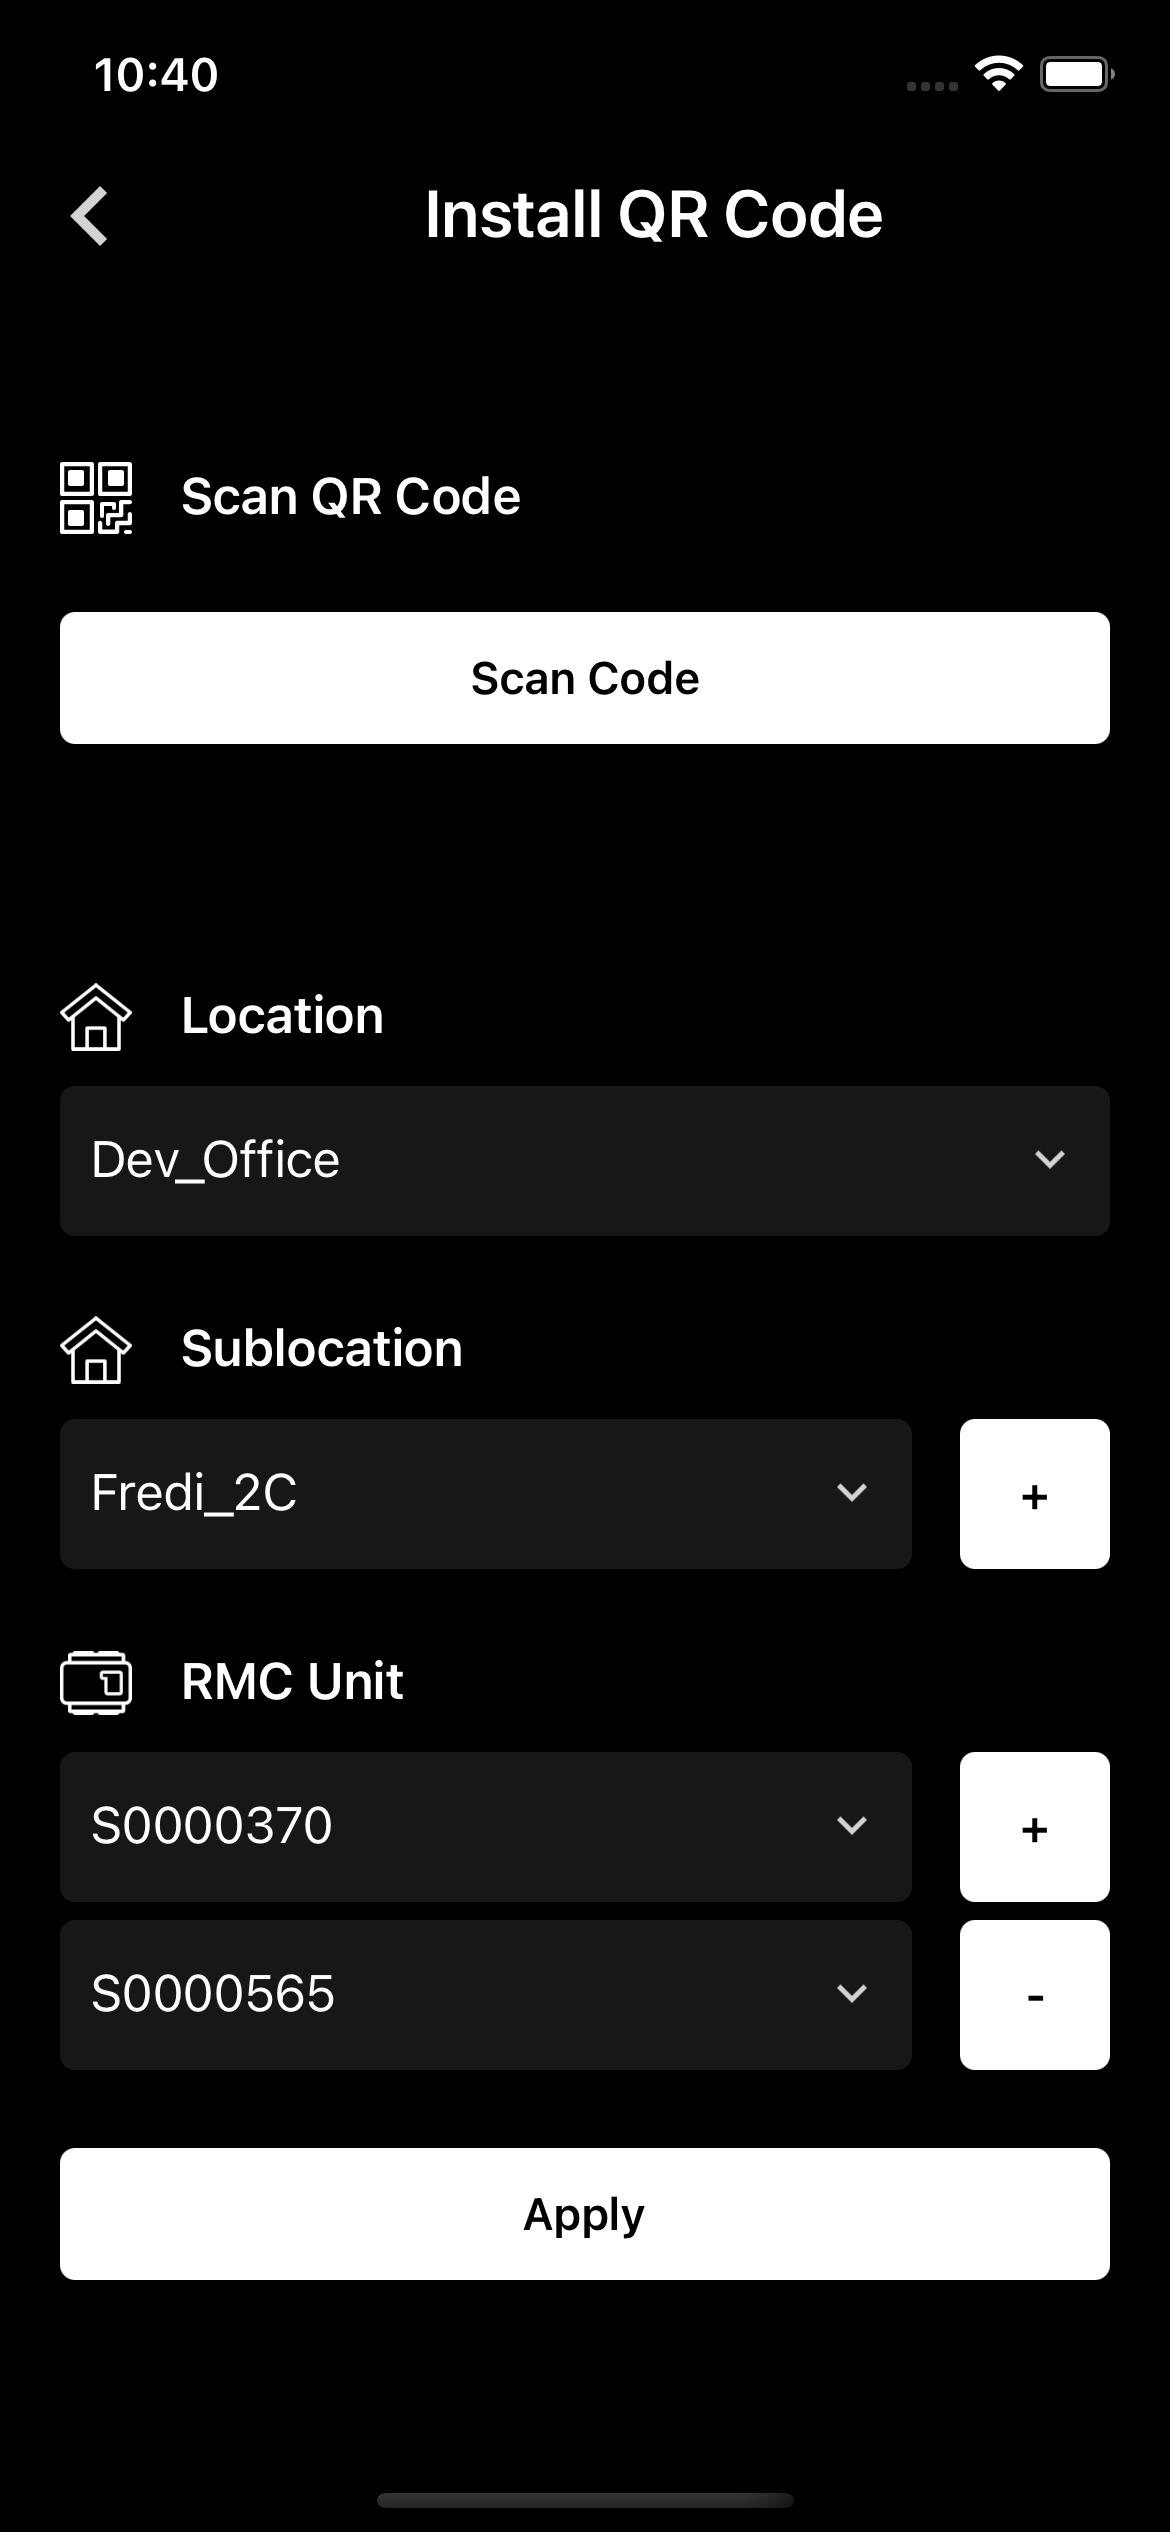 10:40
Install QR Code
Scan QR Code
Scan Code
Location
Dev_Office
Sublocation
Fredi_2C
+
RMC Unit
S0000370
+
S0000565
-
Apply